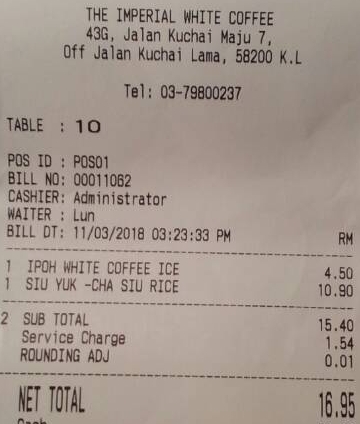 THE IMPERIAL WHITE COFFEE
43G, Jalan Kuchai Maju 7,
Off Jalan Kuchai Lama, 58200 K.L
Tel: 03-79800237
TABLE : 10
POS ID : POS01
BILL NO: 00011062
CASHIER: Administrator
WAITER : Lun
BILL DT: 11/03/2018 03:23:33 PM RM
1 IPOH WHITE COFFEE ICE 4.50
1 SIU YUK -CHA SIU RICE 10.90
2 SUB TOTAL 15.40
Service Charge 1.54
ROUNDING ADJ 0.01
NET TOTAL 16.95